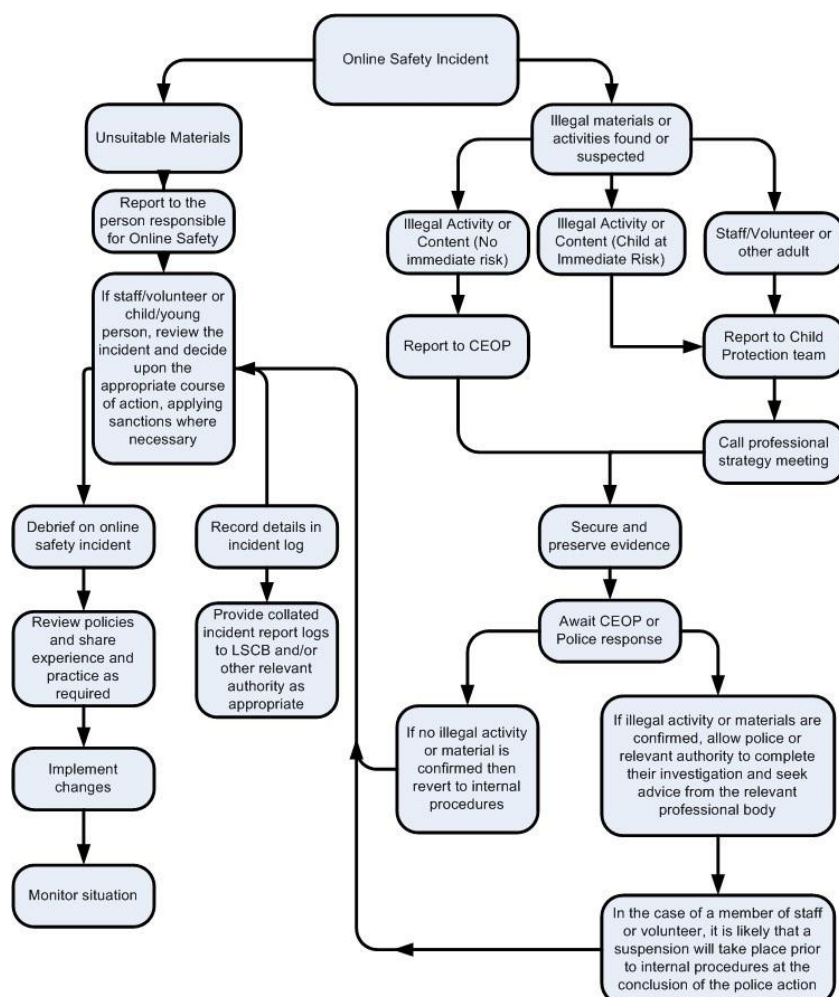 Online Safety Incident
Unsuitable Materials
Report to the
person responsible
for Online Safety
If staff/volunteer or
child/young
person, review the
incident and decide
upon the
appropriate course
of action, applying
sanctions where
necessary
Debrief on online
safety incident
Review policies
and share
experience and
practice as
required
Implement
changes
Monitor situation
Record details in
incident log
Provide collated
incident report logs
to LSCB and/or
other relevant
authority as
appropriate
Illegal materials or
activities found or
suspected
Illegal Activity or
Content (No
immediate risk)
Illegal Activity or
Content (Child at
Immediate Risk)
Staff/Volunteer or
other adult
Report to CEOP
Report to Child
Protection team
Call professional
strategy meeting
Secure and
preserve evidence
Await CEOP or
Police response
If no illegal activity
or material is
confirmed then
revert to internal
procedures
If illegal activity or materials are
confirmed, allow police or
relevant authority to complete
their investigation and seek
advice from the relevant
professional body
In the case of a member of staff
or volunteer, it is likely that a
suspension will take place prior
to internal procedures at the
conclusion of the police action